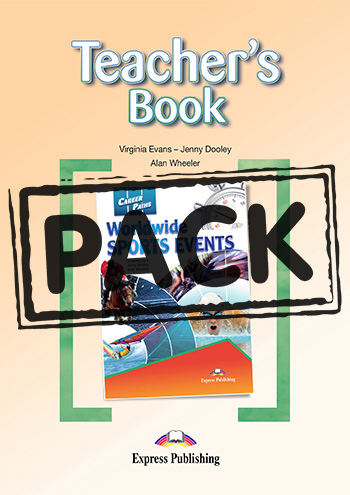 Teacher's
Book
Virginia Evans – Jenny Dooley
Alan Wheeler
CAREER
PATHS
Worldwide
SPORTS EVENTS
PACK
Express Publishing
Express Publishing